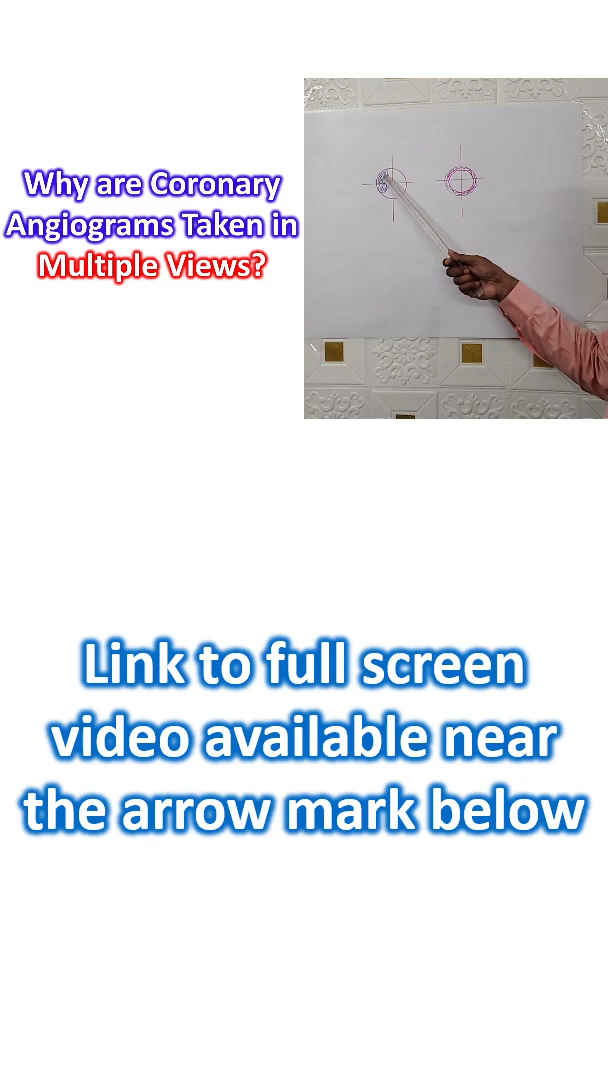 Why are Coronary
Angiograms Taken in
Multiple Views?
Link to full screen
video available near
the arrow mark below